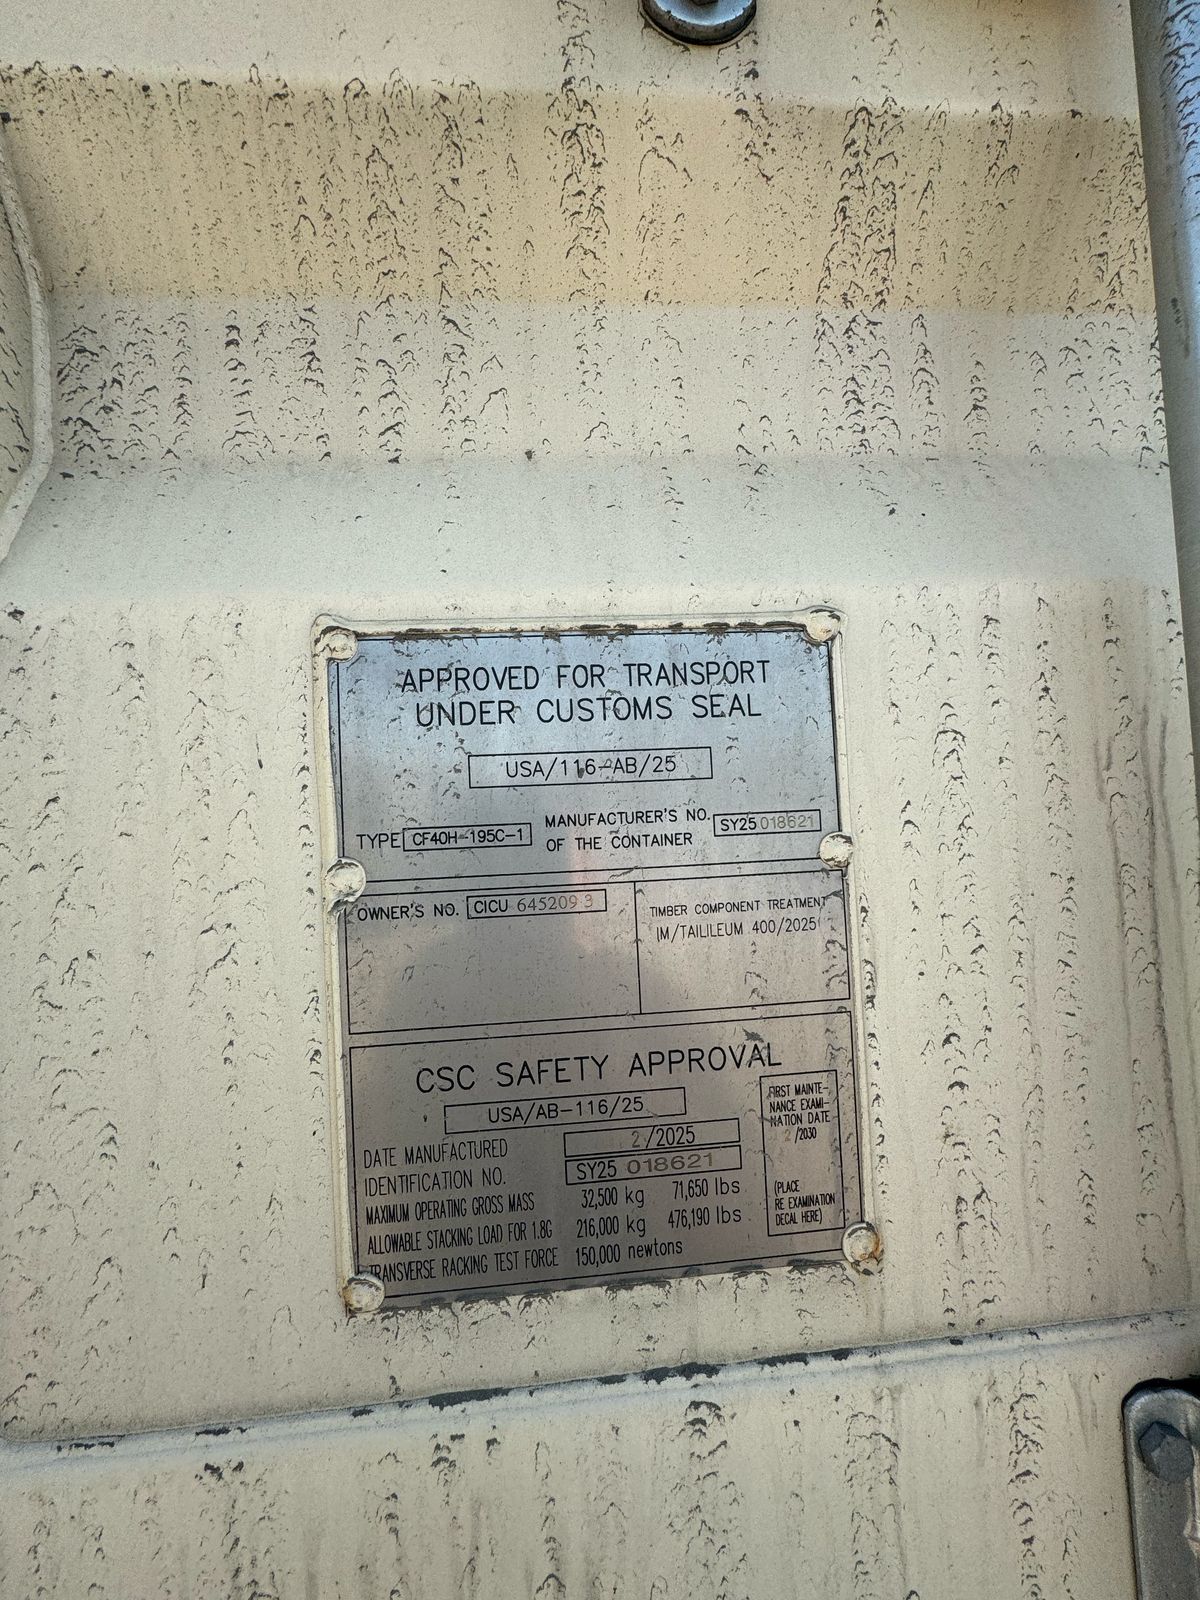 APPROVED FOR TRANSPORT
UNDER CUSTOMS SEAL
USA/116-AB/25
TYPE CF40H-195C-1 MANUFACTURER'S NO. OF THE CONTAINER SY25 018621
OWNER'S NO. CICU 645209 3
TIMBER COMPONENT TREATMENT
IM/TAILILEUM 400/2025
CSC SAFETY APPROVAL
USA/AB-116/25
DATE MANUFACTURED 2/2025
IDENTIFICATION NO. SY25 018621
MAXIMUM OPERATING GROSS MASS 32,500 kg 71,650 lbs
ALLOWABLE STACKING LOAD FOR 1.8G 216,000 kg 476,190 lbs
TRANSVERSE RACKING TEST FORCE 150,000 newtons
FIRST MAINTE-
NANCE EXAMI-
NATION DATE
2/2030
(PLACE
RE EXAMINATION
DECAL HERE)